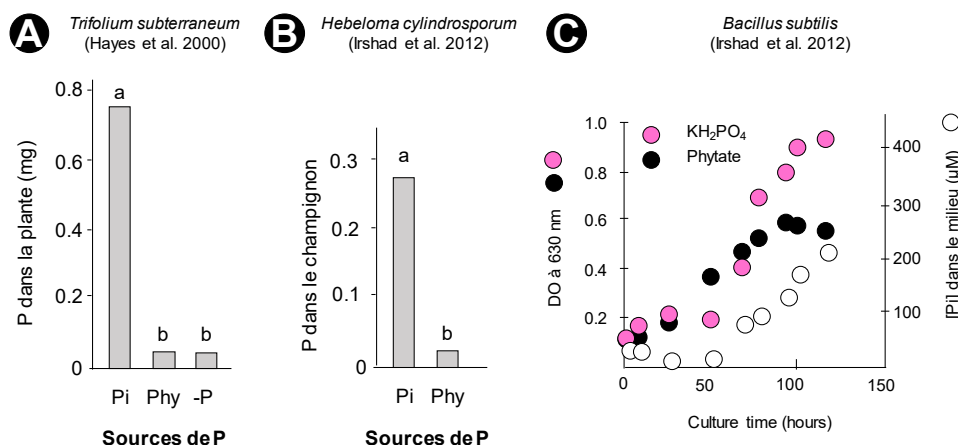 A
Trifolium subterraneum
(Hayes et al. 2000)
P dans la plante (mg)
0.8
0.6
0.4
0.2
0
a
b
b
Pi Phy -P
Sources de P
B
Hebeloma cylindrosporum
(Irshad et al. 2012)
P dans le champignon
0.3
0.2
0.1
0
a
b
Pi Phy
Sources de P
C
Bacillus subtilis
(Irshad et al. 2012)
KH2PO4
Phytate
DO à 630 nm
1.0
0.8
0.6
0.4
0.2
400
300
200
100
[Pi] dans le milieu (µM)
0 50 100 150
Culture time (hours)